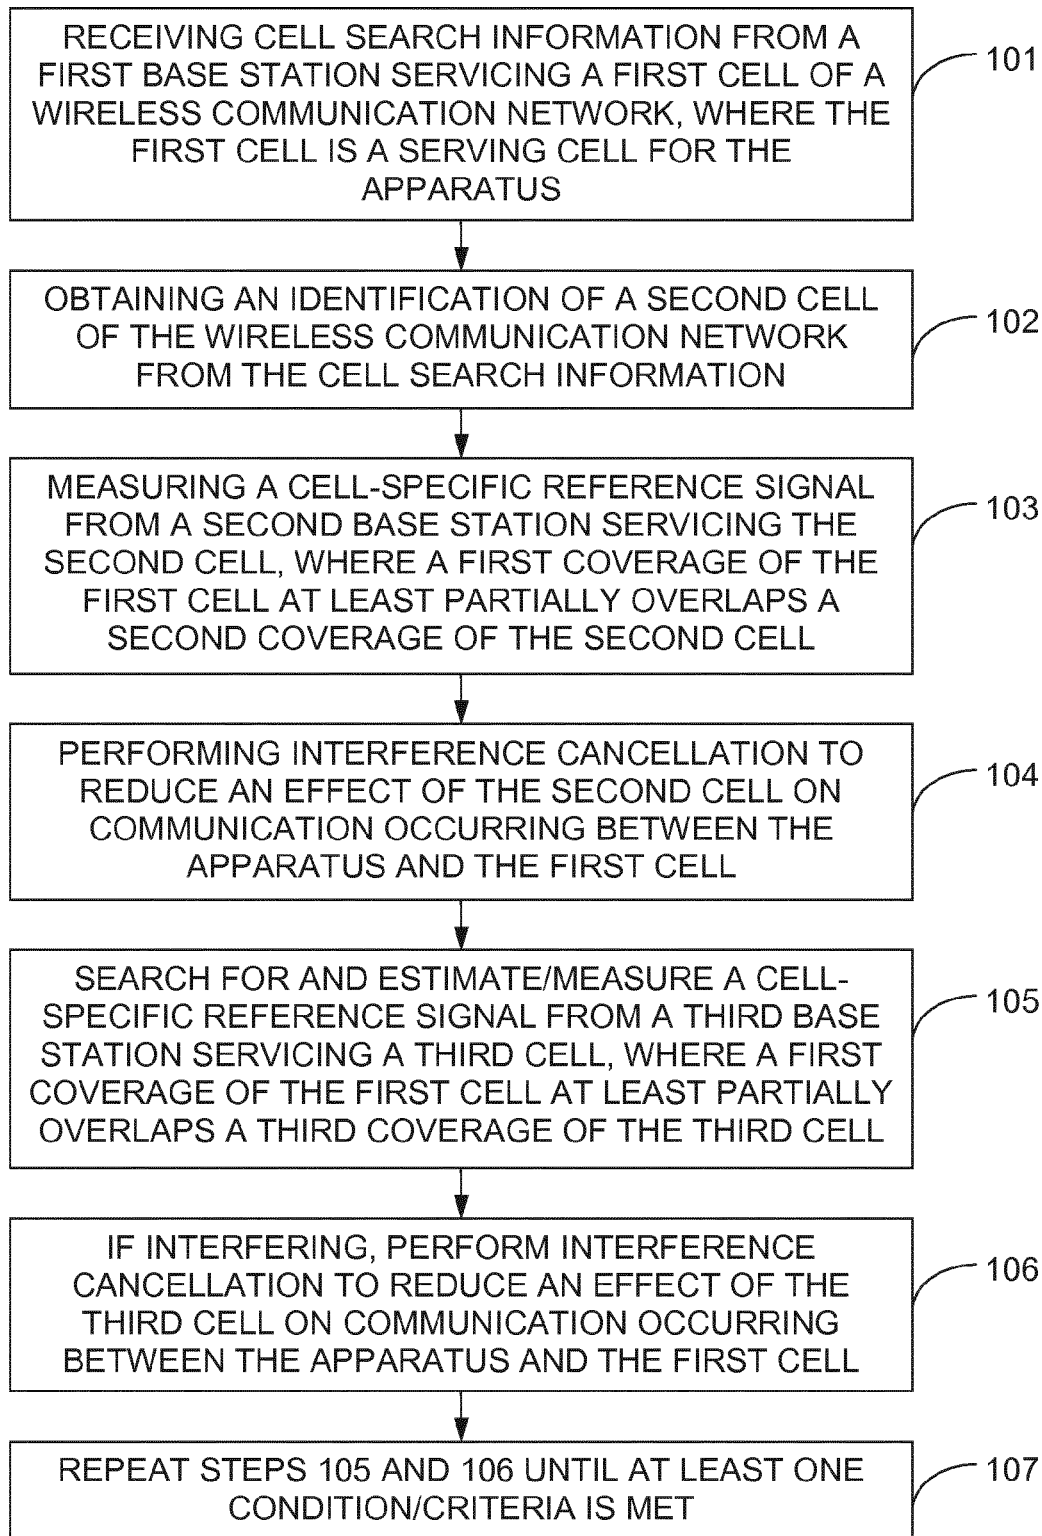 RECEIVING CELL SEARCH INFORMATION FROM A
FIRST BASE STATION SERVICING A FIRST CELL OF A
WIRELESS COMMUNICATION NETWORK, WHERE THE
FIRST CELL IS A SERVING CELL FOR THE
APPARATUS
101
OBTAINING AN IDENTIFICATION OF A SECOND CELL
OF THE WIRELESS COMMUNICATION NETWORK
FROM THE CELL SEARCH INFORMATION
102
MEASURING A CELL-SPECIFIC REFERENCE SIGNAL
FROM A SECOND BASE STATION SERVICING THE
SECOND CELL, WHERE A FIRST COVERAGE OF THE
FIRST CELL AT LEAST PARTIALLY OVERLAPS A
SECOND COVERAGE OF THE SECOND CELL
103
PERFORMING INTERFERENCE CANCELLATION TO
REDUCE AN EFFECT OF THE SECOND CELL ON
COMMUNICATION OCCURRING BETWEEN THE
APPARATUS AND THE FIRST CELL
104
SEARCH FOR AND ESTIMATE/MEASURE A CELL-
SPECIFIC REFERENCE SIGNAL FROM A THIRD BASE
STATION SERVICING A THIRD CELL, WHERE A FIRST
COVERAGE OF THE FIRST CELL AT LEAST PARTIALLY
OVERLAPS A THIRD COVERAGE OF THE THIRD CELL
105
IF INTERFERING, PERFORM INTERFERENCE
CANCELLATION TO REDUCE AN EFFECT OF THE
THIRD CELL ON COMMUNICATION OCCURRING
BETWEEN THE APPARATUS AND THE FIRST CELL
106
REPEAT STEPS 105 AND 106 UNTIL AT LEAST ONE
CONDITION/CRITERIA IS MET
107